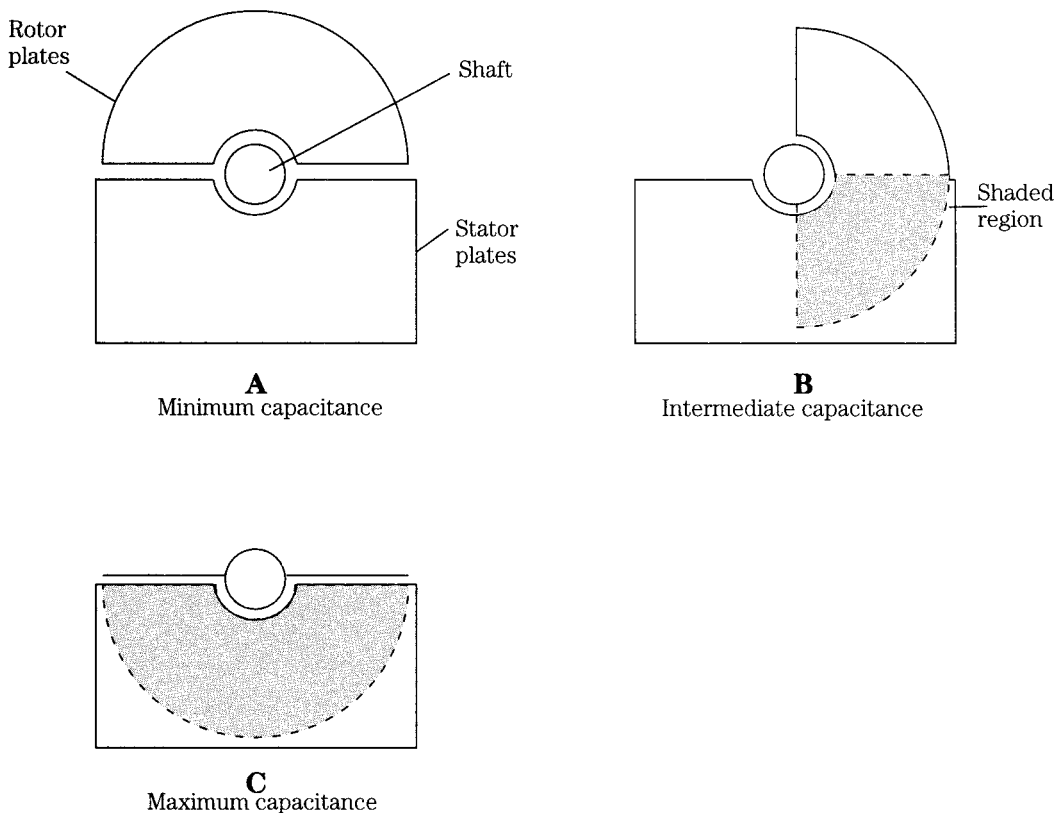 Rotor
plates
Shaft
Stator
plates
A
Minimum capacitance
Shaded
region
B
Intermediate capacitance
C
Maximum capacitance